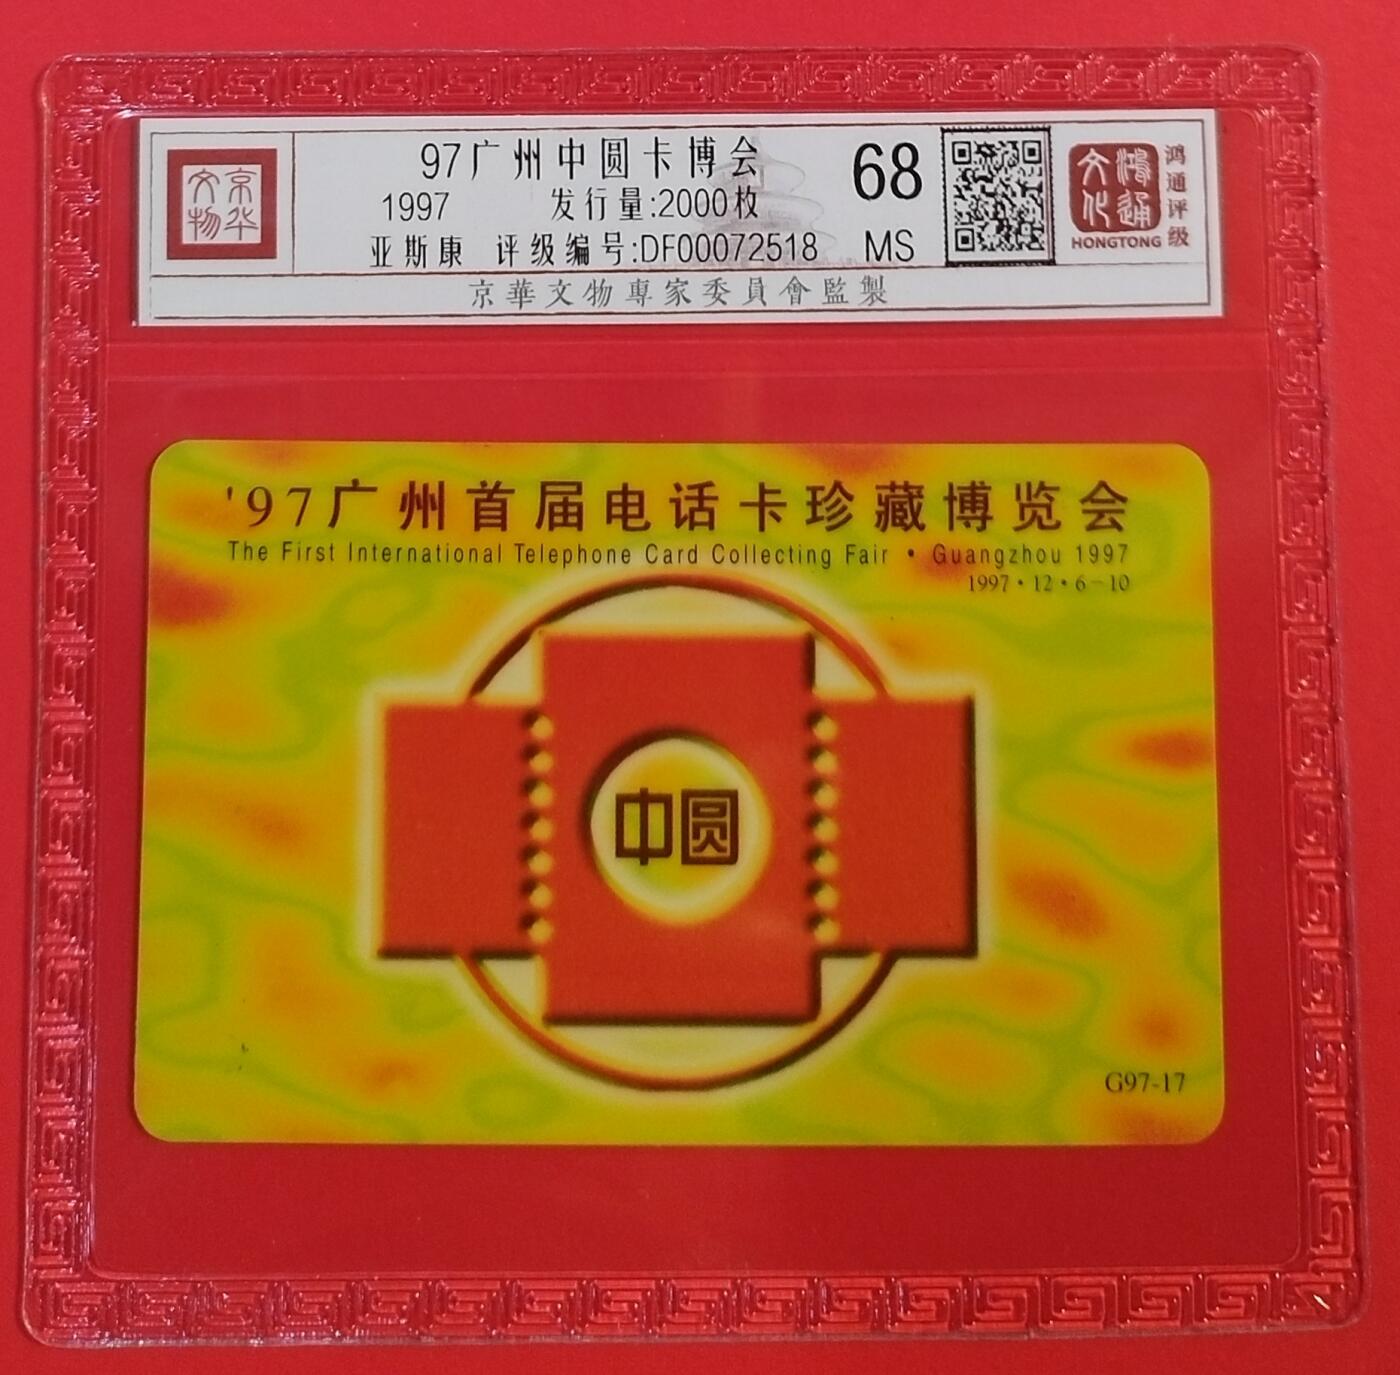 京华
文物
97广州中圆卡博会
1997 发行量:2000枚
亚斯康 评级编号:DF00072518
68
MS
鸿通
文化
HONGTONG
鸿通评级
京華文物專家委員會監製
'97广州首届电话卡珍藏博览会
The First International Telephone Card Collecting Fair • Guangzhou 1997
1997・12・6-10
中圆
G97-17